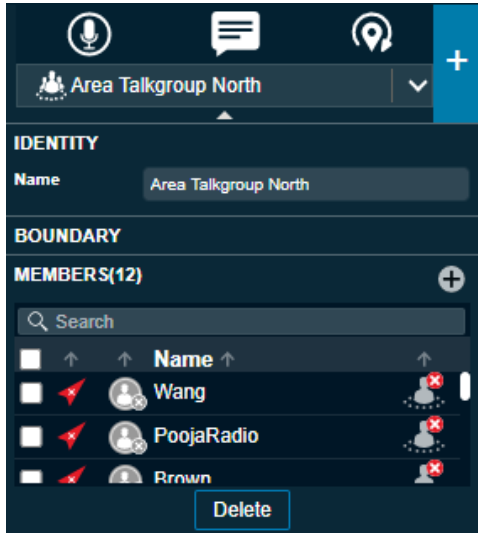 +
Area Talkgroup North
IDENTITY
Name Area Talkgroup North
BOUNDARY
MEMBERS(12)
Search
Name
Wang
PoojaRadio
Brown
Delete